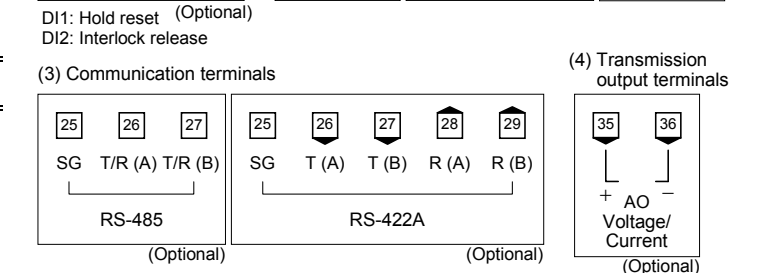 (Optional)
DI1: Hold reset
DI2: Interlock release
(3) Communication terminals
25 26 27
SG T/R (A) T/R (B)
RS-485
(Optional)
25 26 27 28 29
SG T (A) T (B) R (A) R (B)
RS-422A
(Optional)
(4) Transmission
output terminals
35 36
+ AO −
Voltage/
Current
(Optional)